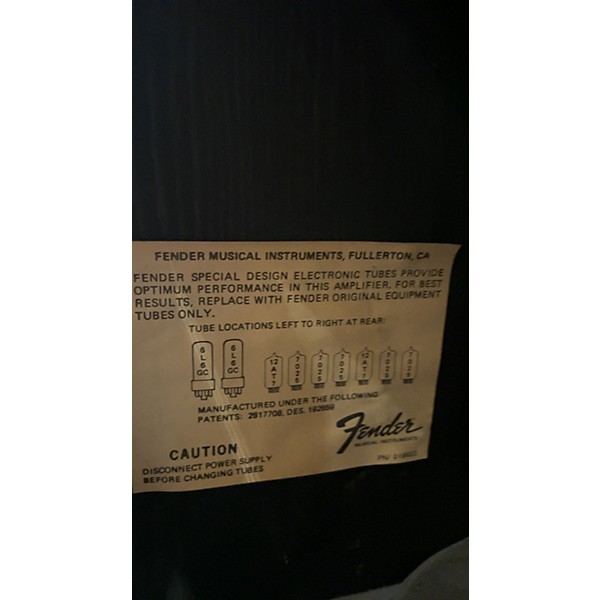 FENDER MUSICAL INSTRUMENTS, FULLERTON, CA
FENDER SPECIAL DESIGN ELECTRONIC TUBES PROVIDE
OPTIMUM PERFORMANCE IN THIS AMPLIFIER. FOR BEST
RESULTS, REPLACE WITH FENDER ORIGINAL EQUIPMENT
TUBES ONLY.
TUBE LOCATIONS LEFT TO RIGHT AT REAR:
6L6GC 6L6GC 12AT7 7025 7025 7025 12AT7 7025 7025
MANUFACTURED UNDER THE FOLLOWING
PATENTS: 2817708, DES. 192859
Fender
MUSICAL INSTRUMENTS
CAUTION
DISCONNECT POWER SUPPLY
BEFORE CHANGING TUBES
P/N